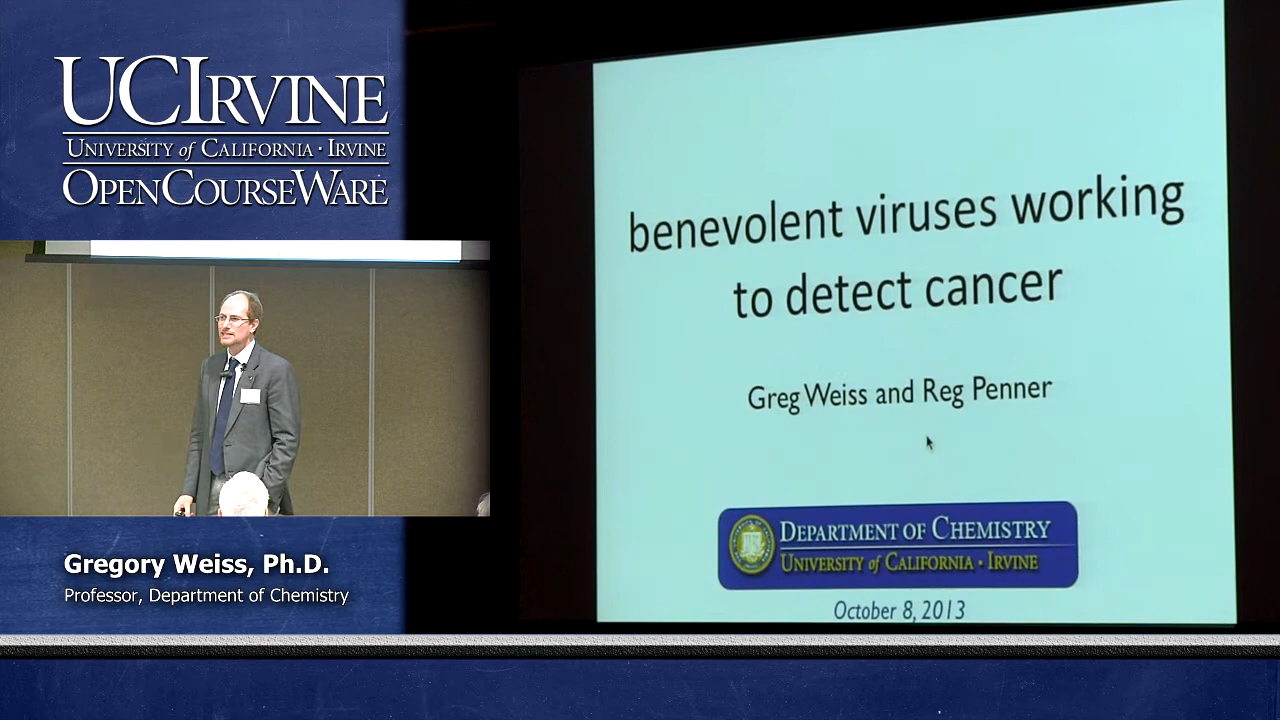 UCIRVINE
UNIVERSITY of CALIFORNIA · IRVINE
OPENCOURSEWARE
benevolent viruses working
to detect cancer
Greg Weiss and Reg Penner
DEPARTMENT OF CHEMISTRY
UNIVERSITY of CALIFORNIA · IRVINE
October 8, 2013
Gregory Weiss, Ph.D.
Professor, Department of Chemistry